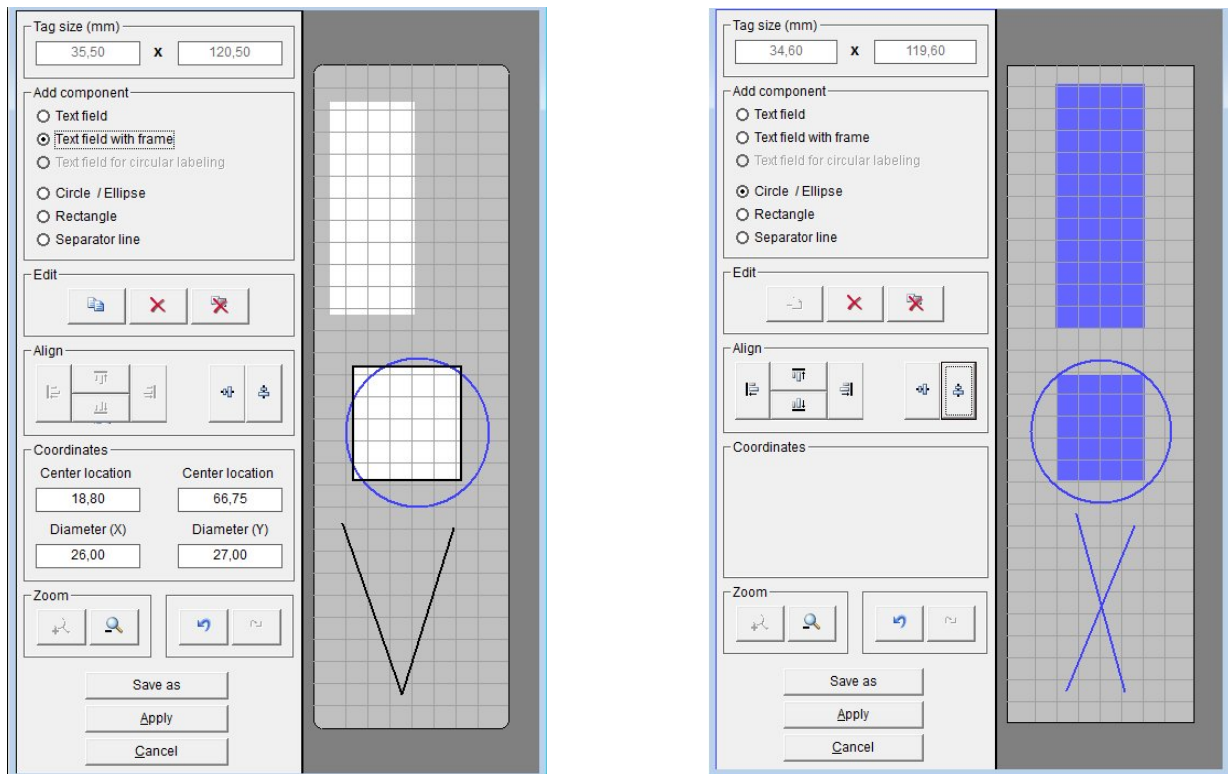 Tag size (mm)
35,50 x 120,50
Add component
Text field
Text field with frame
Text field for circular labeling
Circle / Ellipse
Rectangle
Separator line
Edit
Align
Coordinates
Center location Center location
18,80 66,75
Diameter (X) Diameter (Y)
26,00 27,00
Zoom
Save as
Apply
Cancel
Tag size (mm)
34,60 x 119,60
Add component
Text field
Text field with frame
Text field for circular labeling
Circle / Ellipse
Rectangle
Separator line
Edit
Align
Coordinates
Zoom
Save as
Apply
Cancel